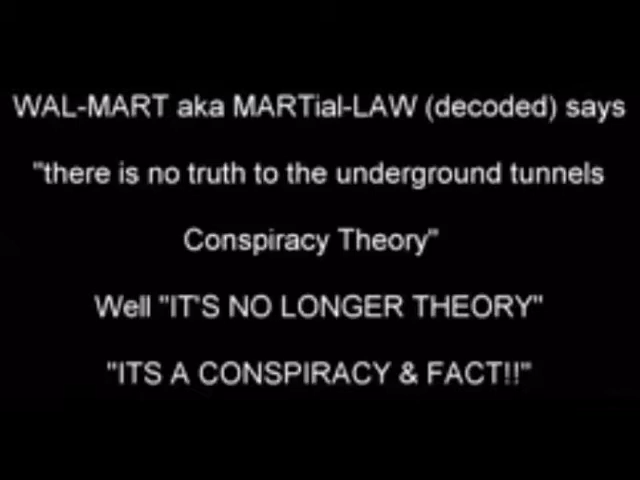 WAL-MART aka MARTial-LAW (decoded) says
"there is no truth to the underground tunnels
Conspiracy Theory"
Well "IT'S NO LONGER THEORY"
"ITS A CONSPIRACY & FACT!!"